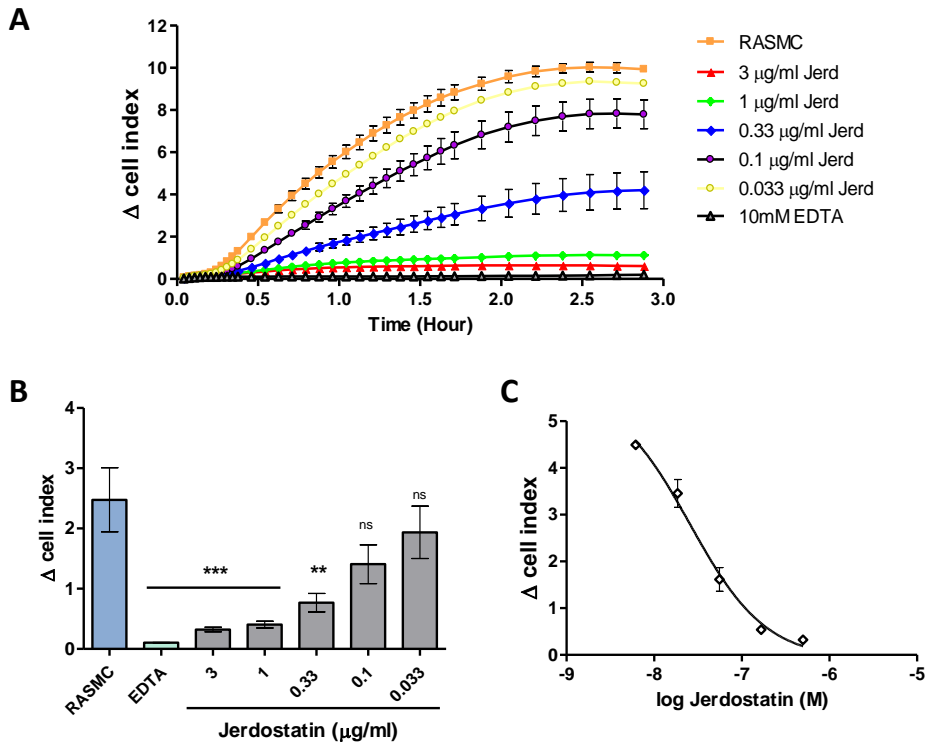 A
12
10
8
6
4
2
0
Δ cell index
0.0 0.5 1.0 1.5 2.0 2.5 3.0
Time (Hour)
RASMC
3 μg/ml Jerd
1 μg/ml Jerd
0.33 μg/ml Jerd
0.1 μg/ml Jerd
0.033 μg/ml Jerd
10mM EDTA
B
4
3
2
1
0
Δ cell index
***
**
ns
ns
RASMC EDTA 3 1 0.33 0.1 0.033
Jerdostatin (μg/ml)
C
5
4
3
2
1
0
Δ cell index
-9 -8 -7 -6 -5
log Jerdostatin (M)